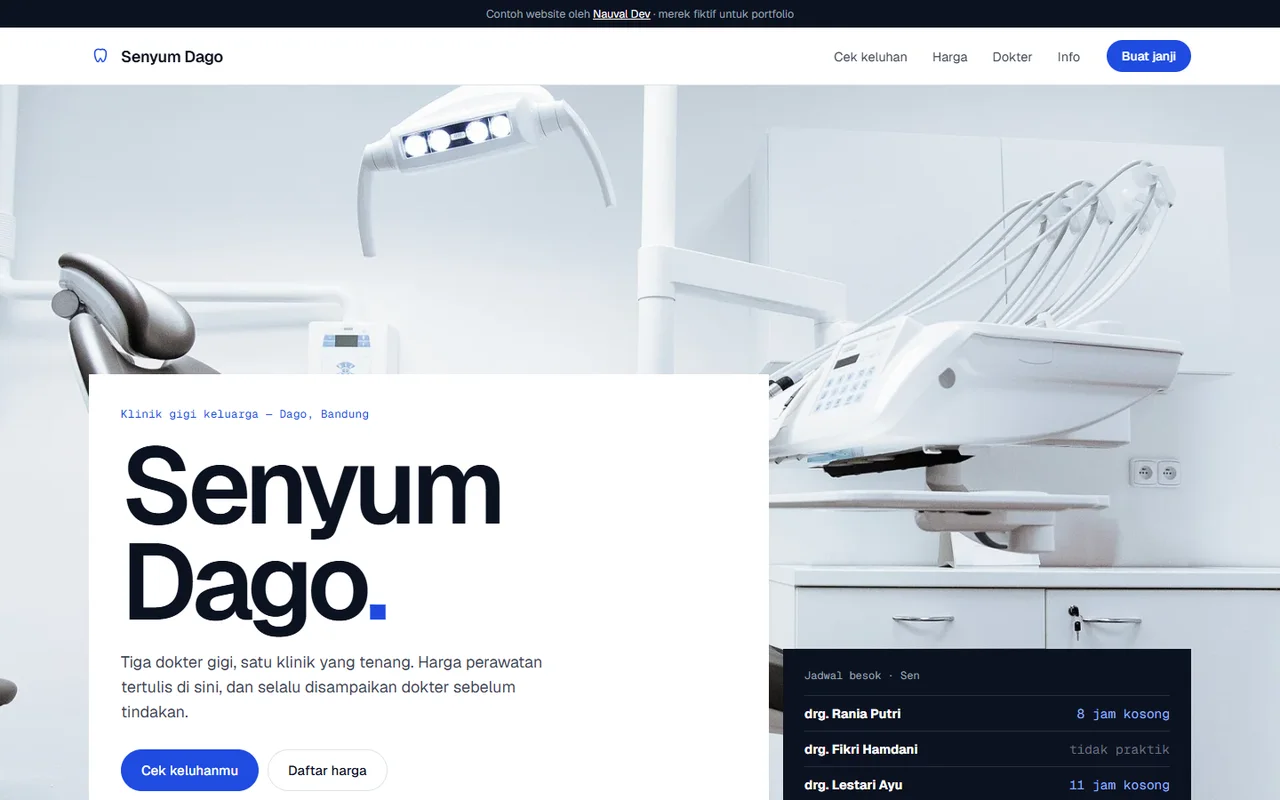 Contoh website oleh Nauval Dev · merek fiktif untuk portfolio
Senyum Dago
Cek keluhan
Harga
Dokter
Info
Buat janji
Klinik gigi keluarga — Dago, Bandung
Senyum
Dago.
Tiga dokter gigi, satu klinik yang tenang. Harga perawatan
tertulis di sini, dan selalu disampaikan dokter sebelum
tindakan.
Cek keluhanmu
Daftar harga
Jadwal besok · Sen
drg. Rania Putri 8 jam kosong
drg. Fikri Hamdani tidak praktik
drg. Lestari Ayu 11 jam kosong